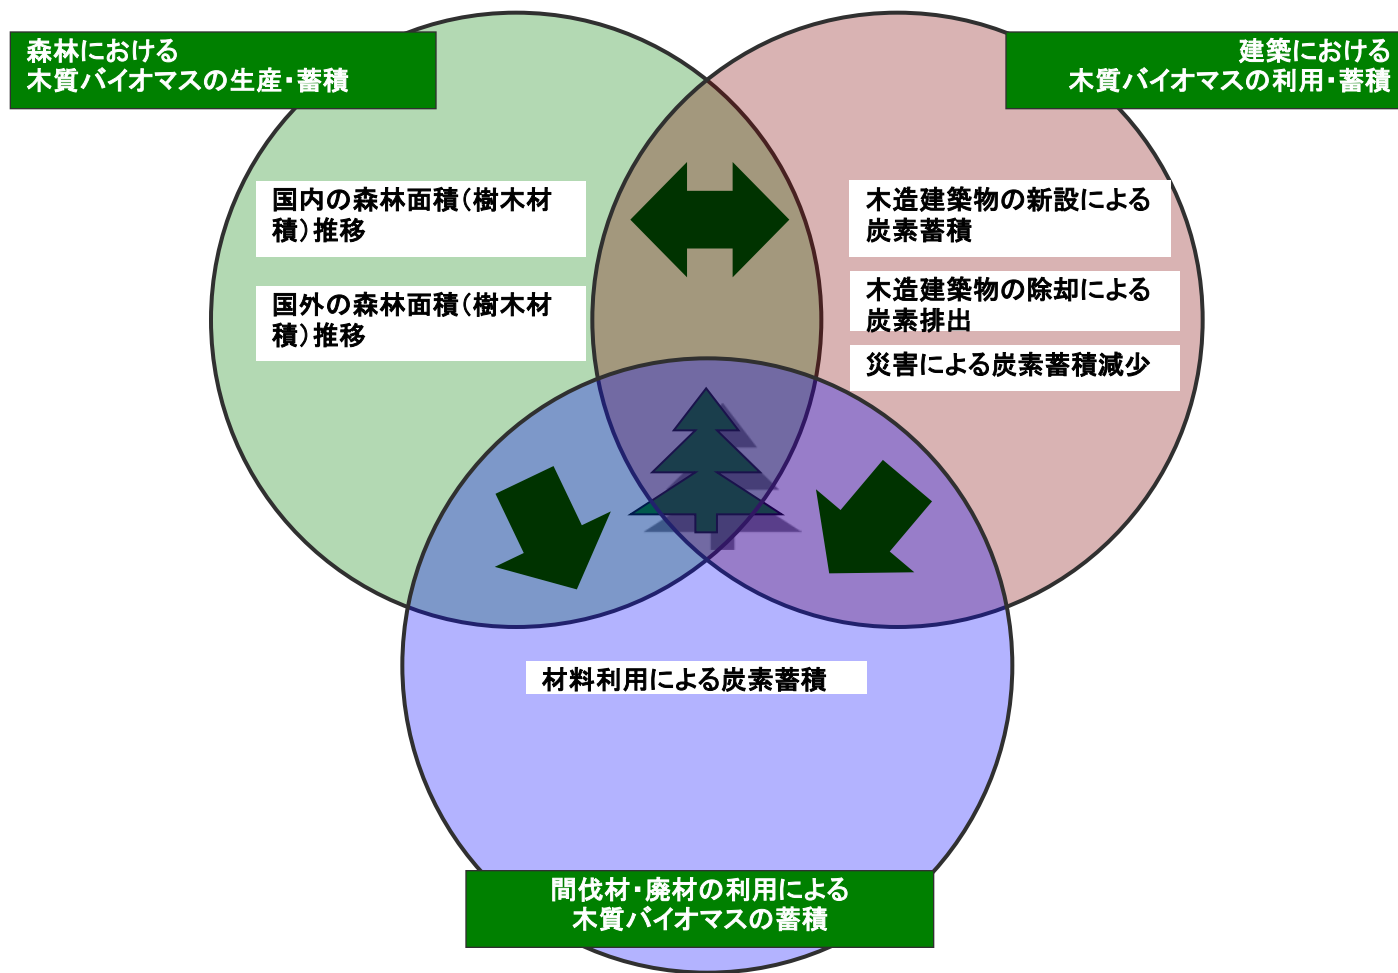 森林における
木質バイオマスの生産・蓄積
建築における
木質バイオマスの利用・蓄積
国内の森林面積(樹木材
積)推移
国外の森林面積(樹木材
積)推移
木造建築物の新設による
炭素蓄積
木造建築物の除却による
炭素排出
災害による炭素蓄積減少
材料利用による炭素蓄積
間伐材・廃材の利用による
木質バイオマスの蓄積